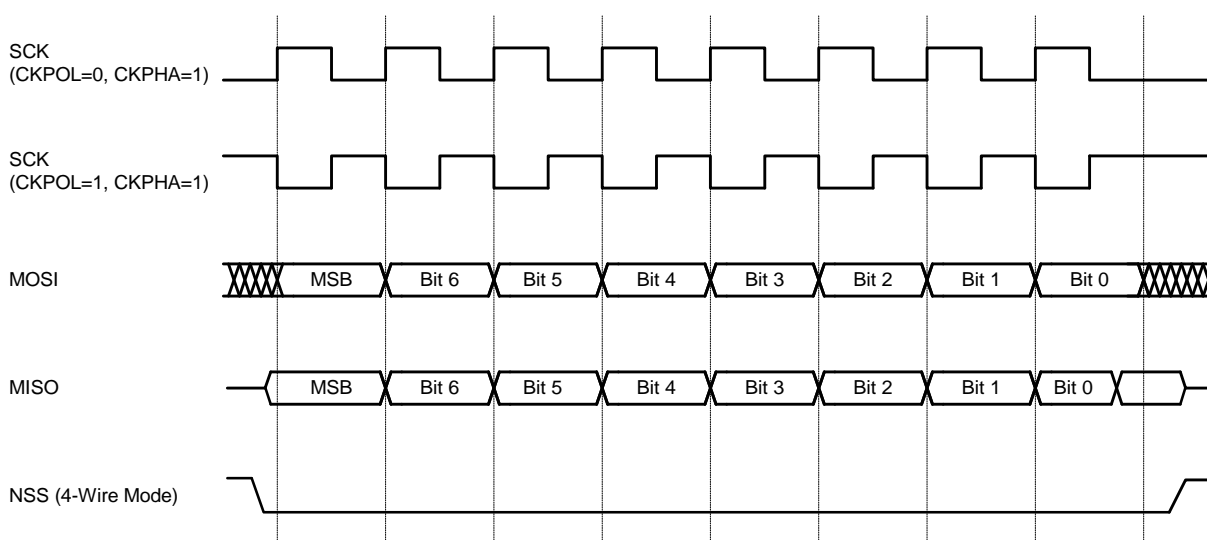 SCK
(CKPOL=0, CKPHA=1)
SCK
(CKPOL=1, CKPHA=1)
MOSI
MSB Bit 6 Bit 5 Bit 4 Bit 3 Bit 2 Bit 1 Bit 0
MISO
MSB Bit 6 Bit 5 Bit 4 Bit 3 Bit 2 Bit 1 Bit 0
NSS (4-Wire Mode)